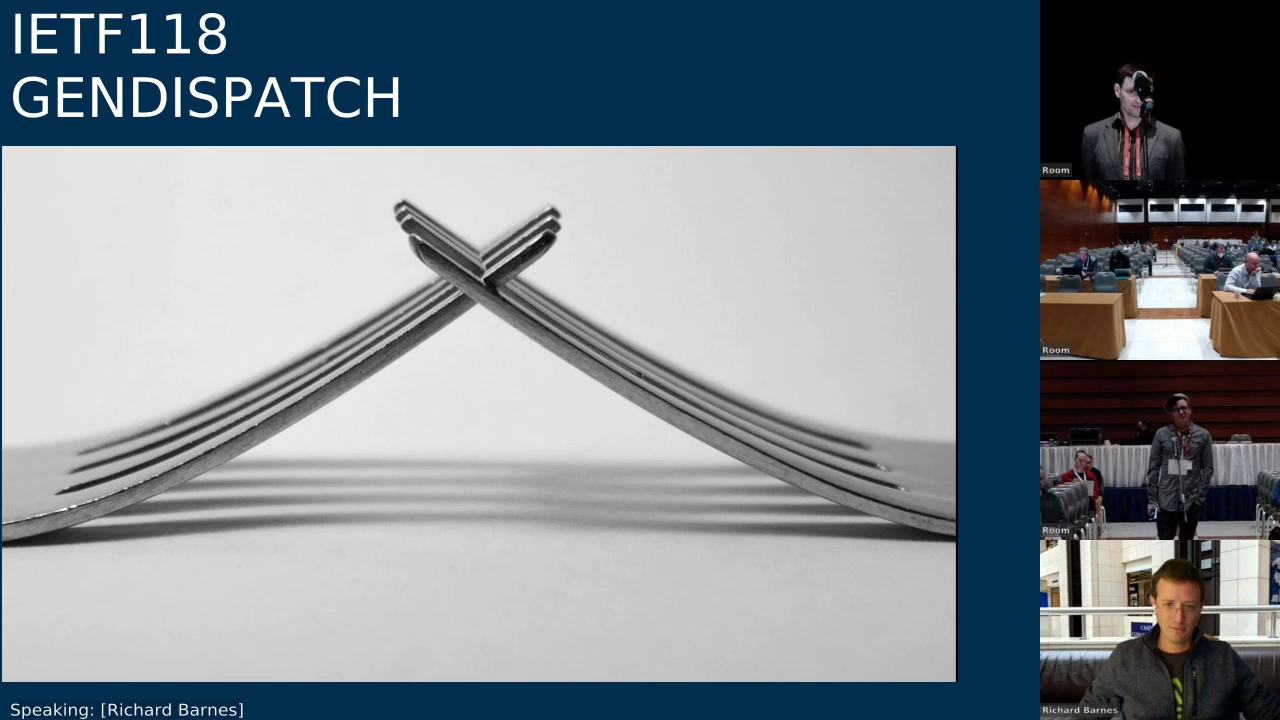 IETF118
GENDISPATCH
Room
Room
Room
Richard Barnes
Speaking: [Richard Barnes]